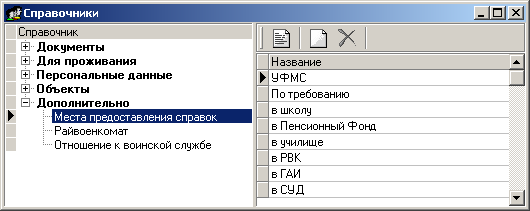 Справочники
Справочник
Документы
Для проживания
Персональные данные
Объекты
Дополнительно
Места предоставления справок
Райвоенкомат
Отношение к воинской службе
Название
УФМС
По требованию
в школу
в Пенсионный Фонд
в училище
в РВК
в ГАИ
в СУД